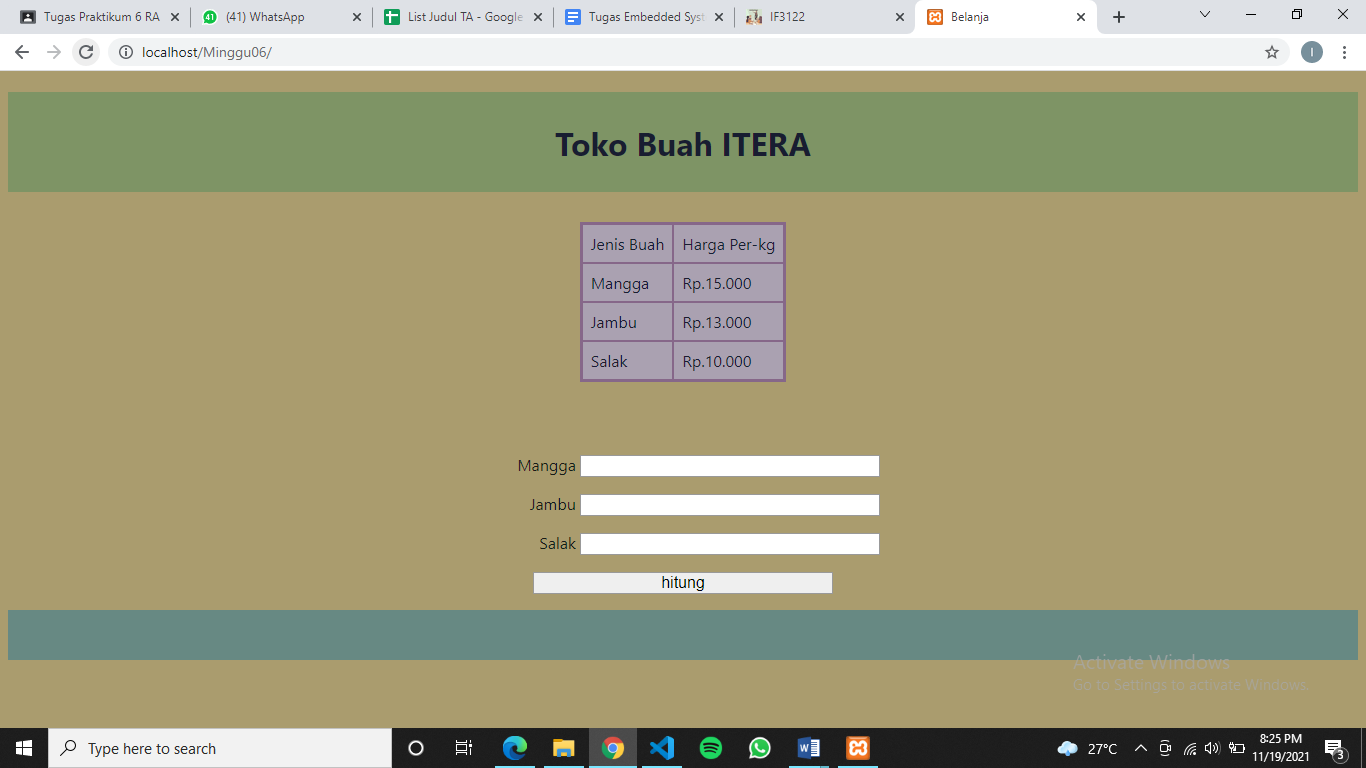 Tugas Praktikum 6 RA
(41) WhatsApp
List Judul TA - Google
Tugas Embedded Syst
IF3122
Belanja
localhost/Minggu06/
I
Toko Buah ITERA
Jenis Buah Harga Per-kg
Mangga Rp.15.000
Jambu Rp.13.000
Salak Rp.10.000
Mangga
Jambu
Salak
hitung
Activate Windows
Go to Settings to activate Windows.
Type here to search
27°C
8:25 PM
11/19/2021
3